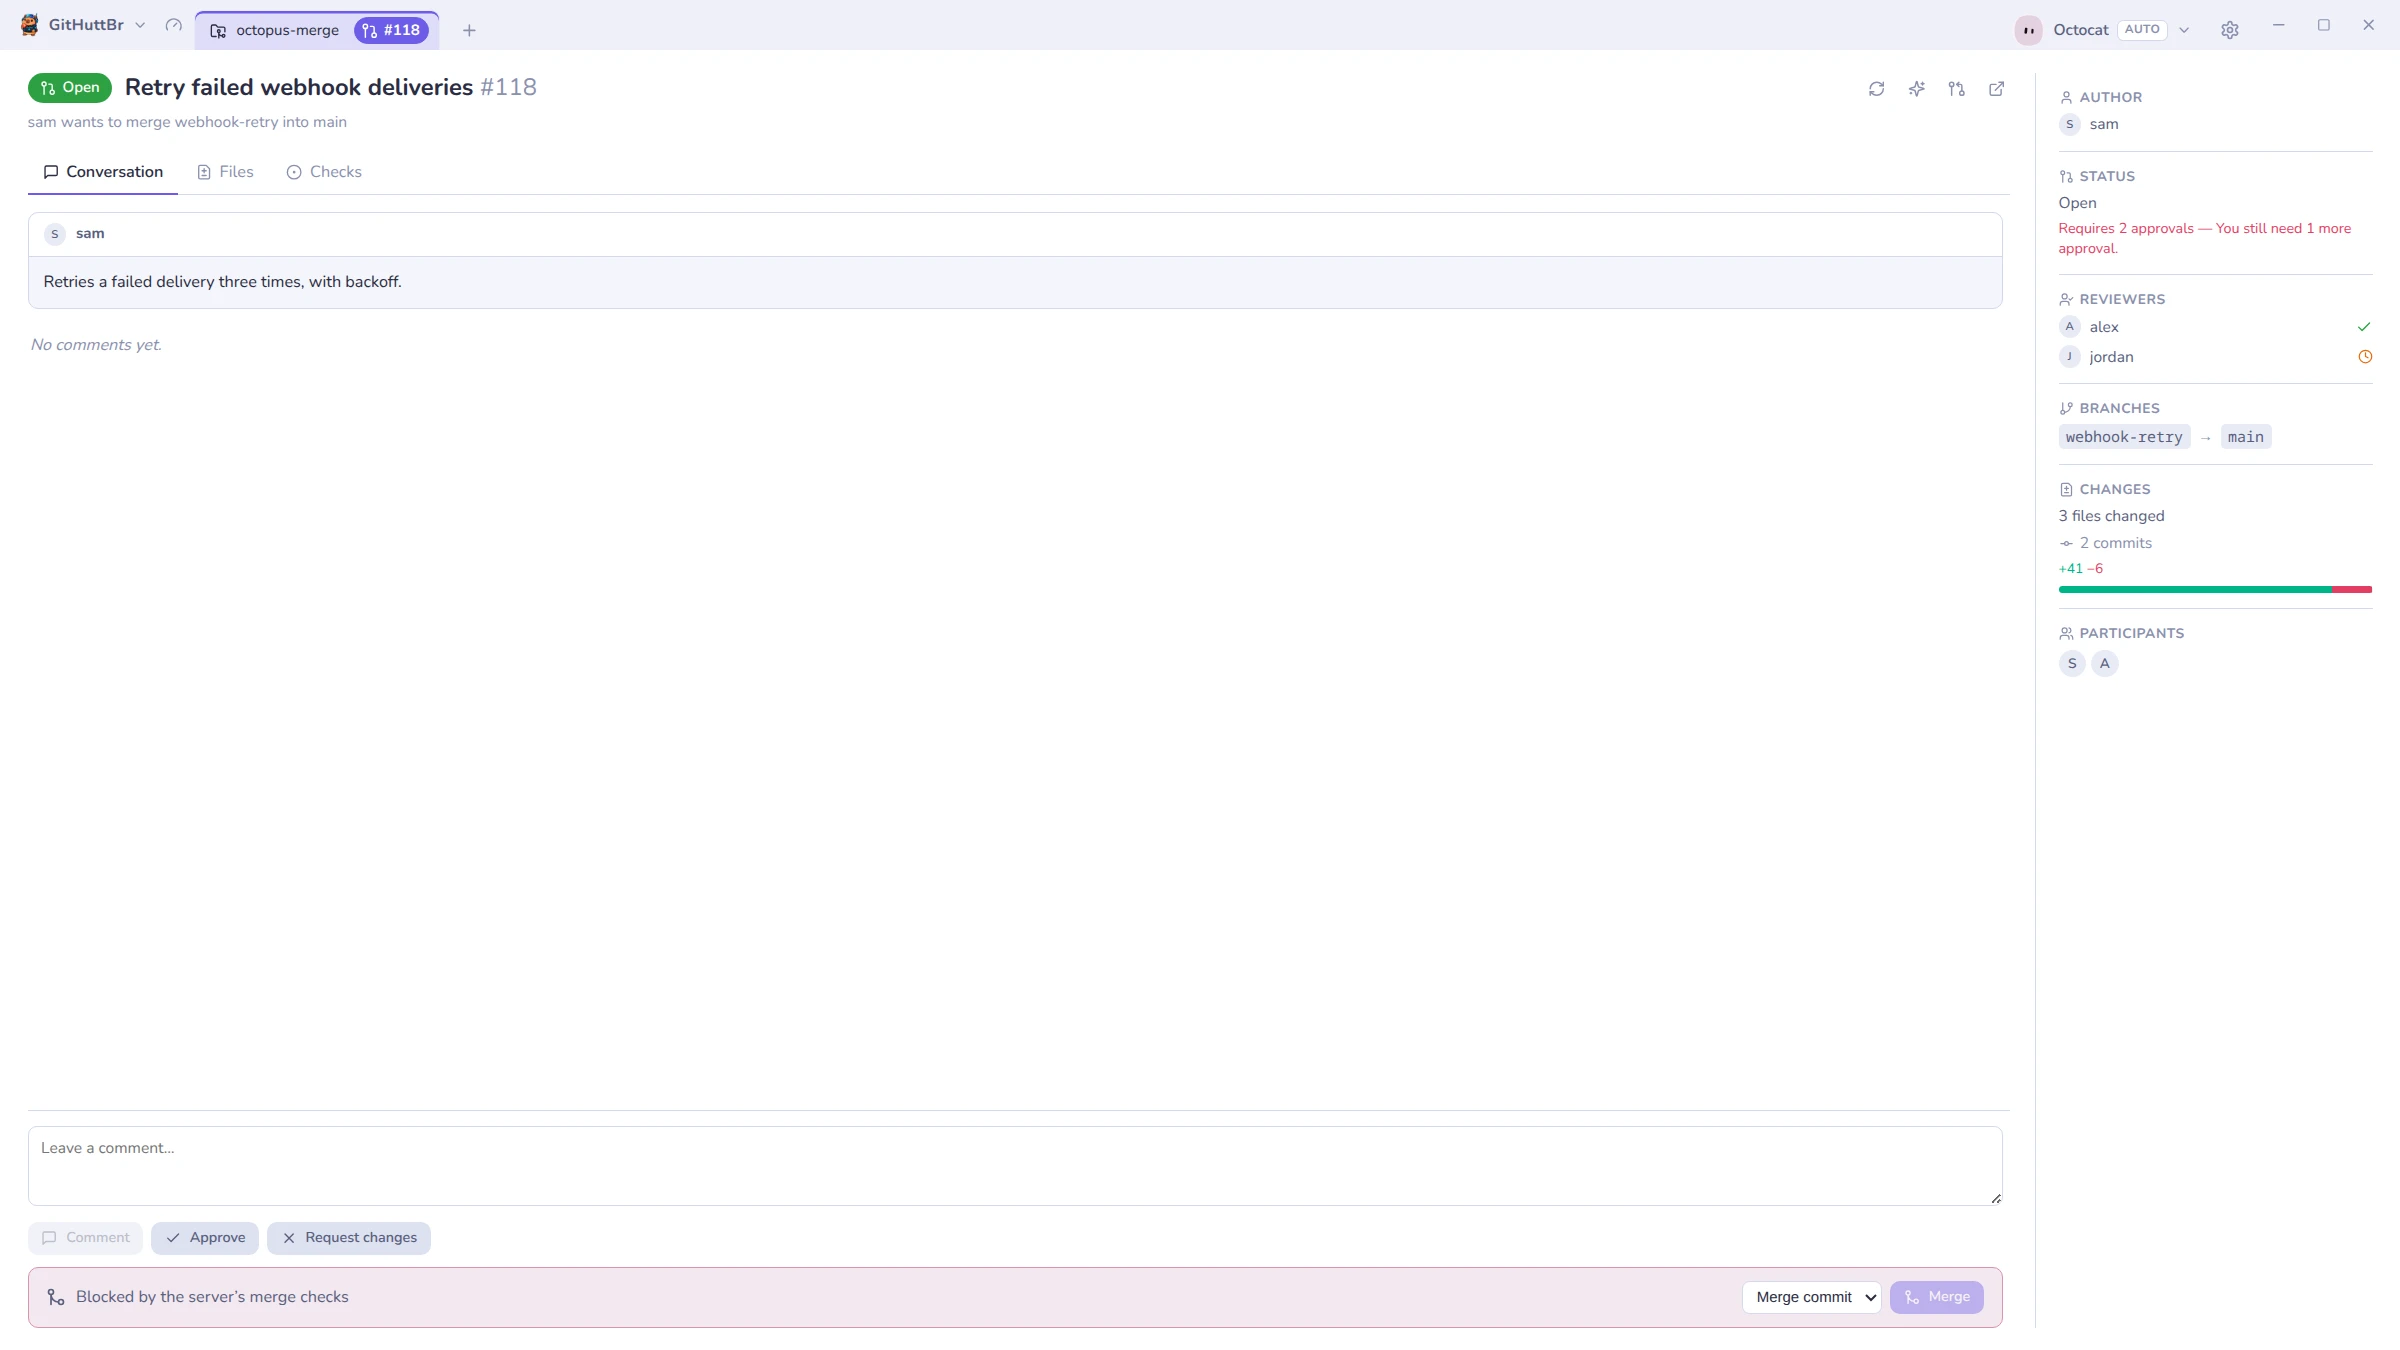 GitHuttBr
octopus-merge #118
Octocat AUTO
Open Retry failed webhook deliveries #118
sam wants to merge webhook-retry into main
Conversation Files Checks
S sam
Retries a failed delivery three times, with backoff.
No comments yet.
Leave a comment...
Comment Approve Request changes
Blocked by the server’s merge checks
Merge commit Merge
AUTHOR
S sam
STATUS
Open
Requires 2 approvals — You still need 1 more
approval.
REVIEWERS
A alex
J jordan
BRANCHES
webhook-retry → main
CHANGES
3 files changed
2 commits
+41 −6
PARTICIPANTS
S A